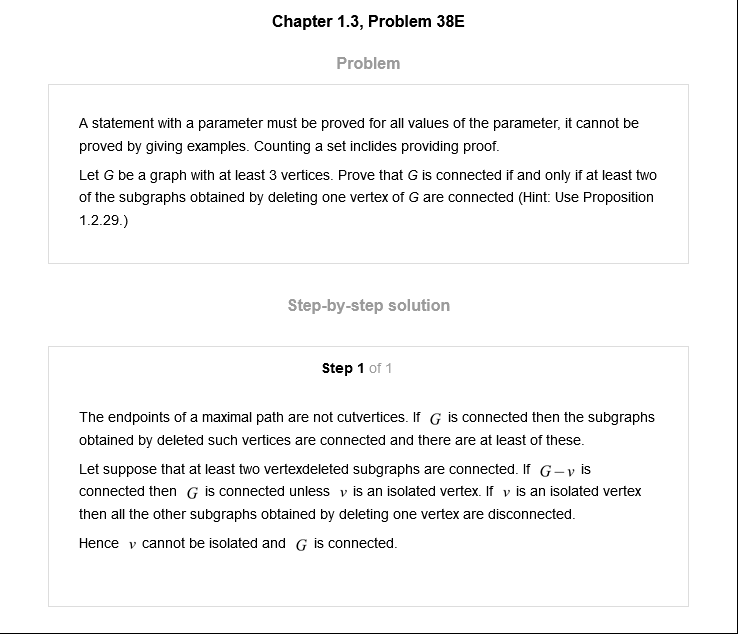 Chapter 1.3, Problem 38E
Problem
A statement with a parameter must be proved for all values of the parameter, it cannot be
proved by giving examples. Counting a set inclides providing proof.
Let G be a graph with at least 3 vertices. Prove that G is connected if and only if at least two
of the subgraphs obtained by deleting one vertex of G are connected (Hint: Use Proposition
1.2.29.)
Step-by-step solution
Step 1 of 1
The endpoints of a maximal path are not cutvertices. If G is connected then the subgraphs
obtained by deleted such vertices are connected and there are at least of these.
Let suppose that at least two vertexdeleted subgraphs are connected. If G – v is
connected then G is connected unless v is an isolated vertex. If v is an isolated vertex
then all the other subgraphs obtained by deleting one vertex are disconnected.
Hence v cannot be isolated and G is connected.